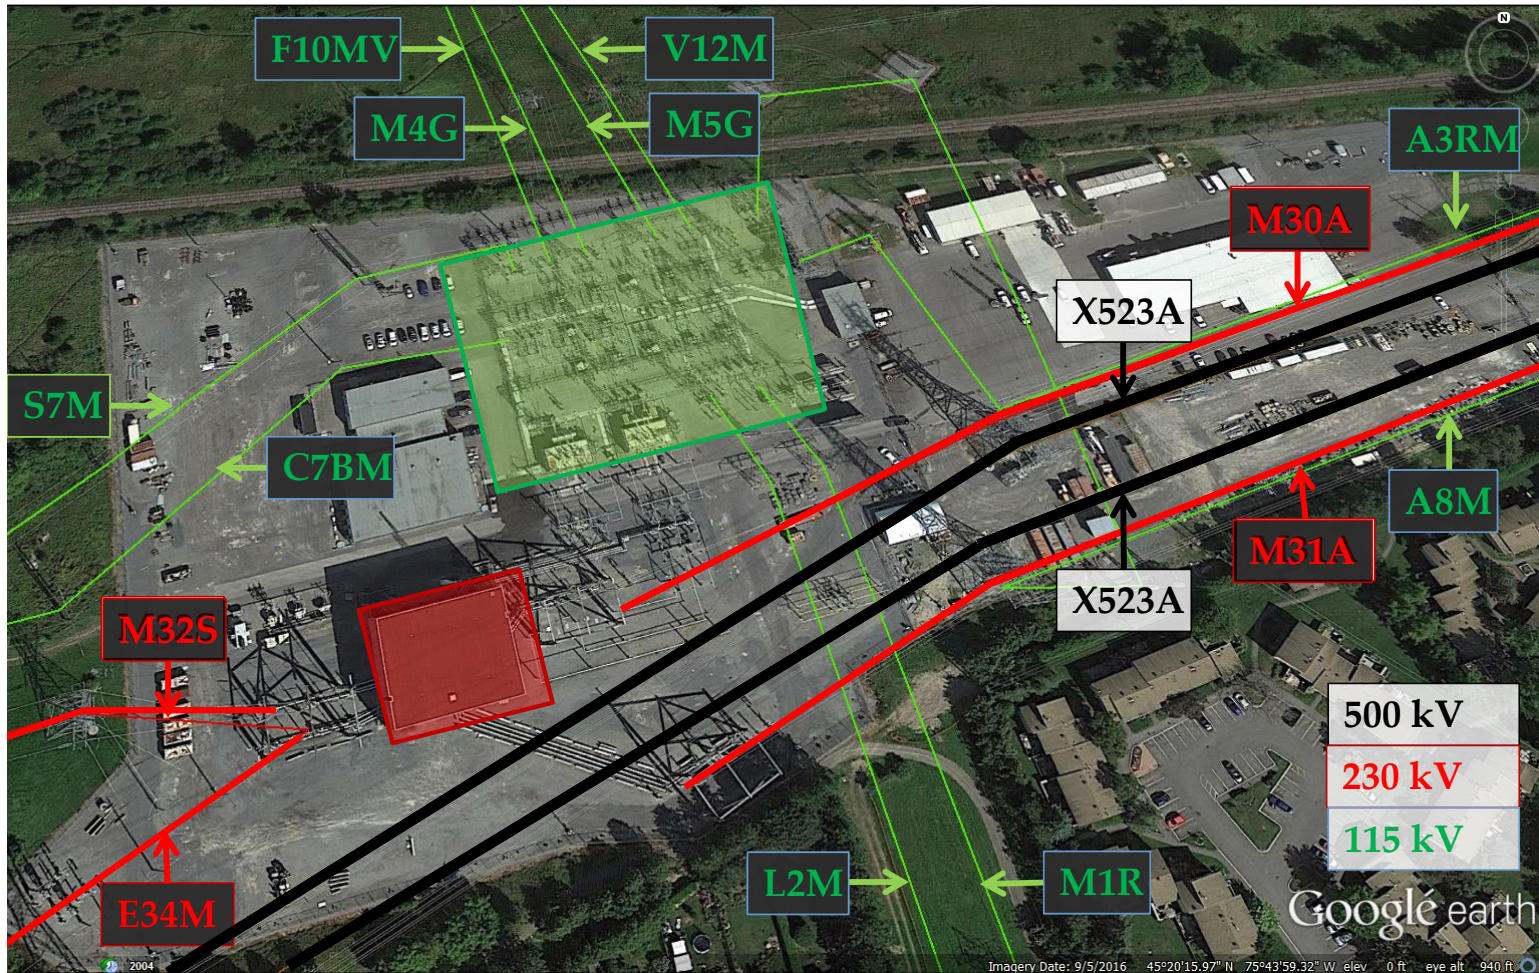 F10MV
V12M
N
M4G
M5G
A3RM
M30A
X523A
S7M
C7BM
A8M
M31A
X523A
M32S
500 kV
230 kV
115 kV
L2M
M1R
E34M
Google earth
2004
Imagery Date: 9/5/2016 45°20'15.97" N 75°43'59.32" W elev 0 ft eye alt 940 ft